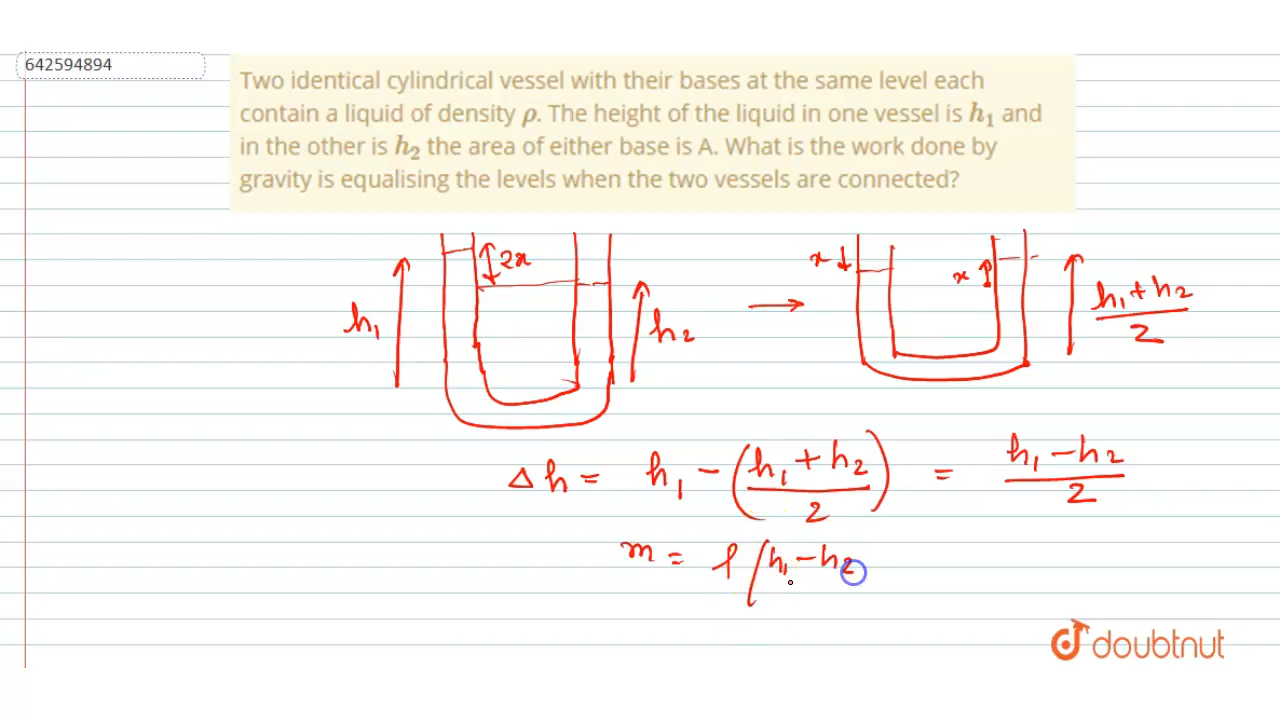 642594894
Two identical cylindrical vessel with their bases at the same level each
contain a liquid of density ρ. The height of the liquid in one vessel is h₁ and
in the other is h₂ the area of either base is A. What is the work done by
gravity is equalising the levels when the two vessels are connected?
h₁ 2x h₂ → x x (h₁ + h₂)/2
Δh = h₁ - ((h₁ + h₂)/2) = (h₁ - h₂)/2
m = ρ (h₁ - h₂
doubtnut